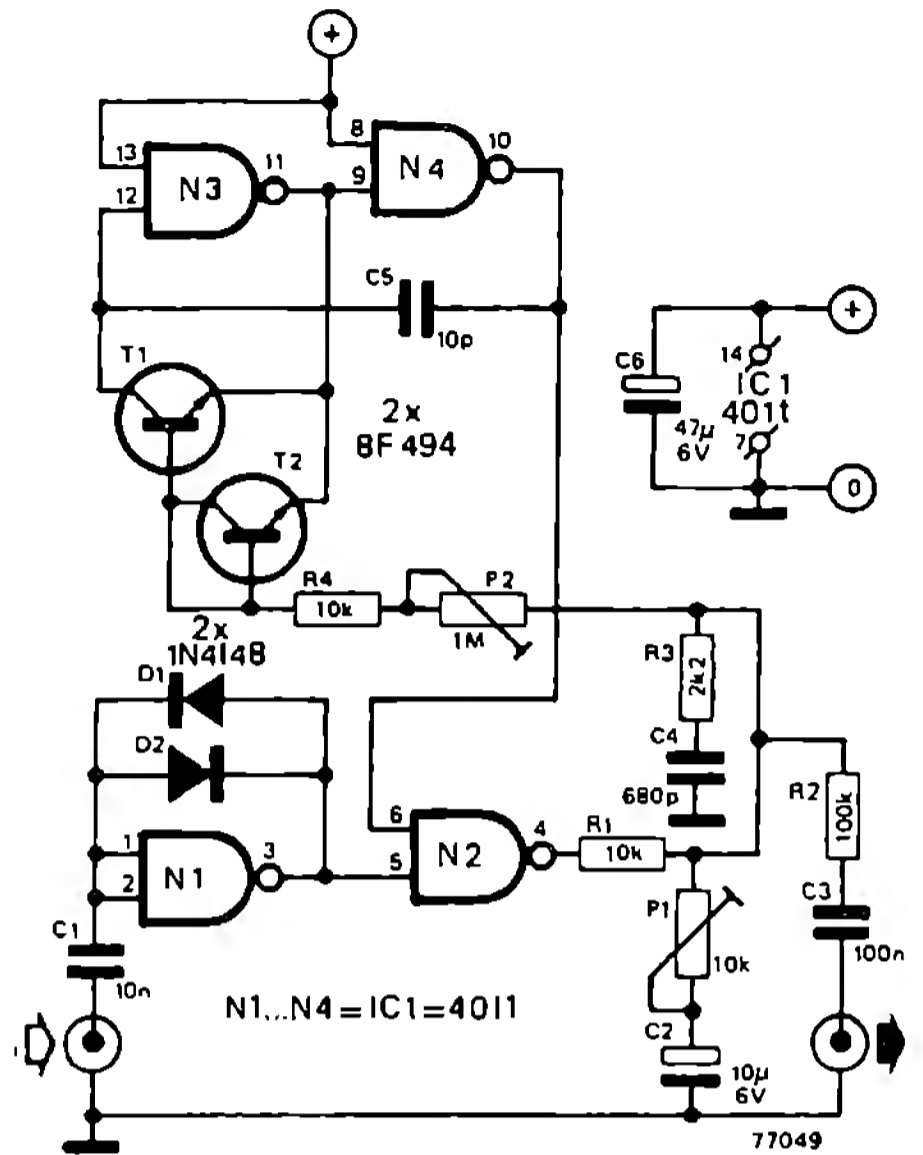 +
8
10
13
11
N3
N4
12
9
C5
10p
T1
2x
BF 494
T2
C6
47µ
6V
14
IC1
401t
7
+
0
R4
10k
P2
1M
2x
1N4148
D1
D2
R3
2k2
C4
680p
R2
100k
1
2
N1
3
6
5
N2
4
R1
10k
P1
10k
C3
100n
C1
10n
N1...N4=IC1=4011
C2
10µ
6V
77049